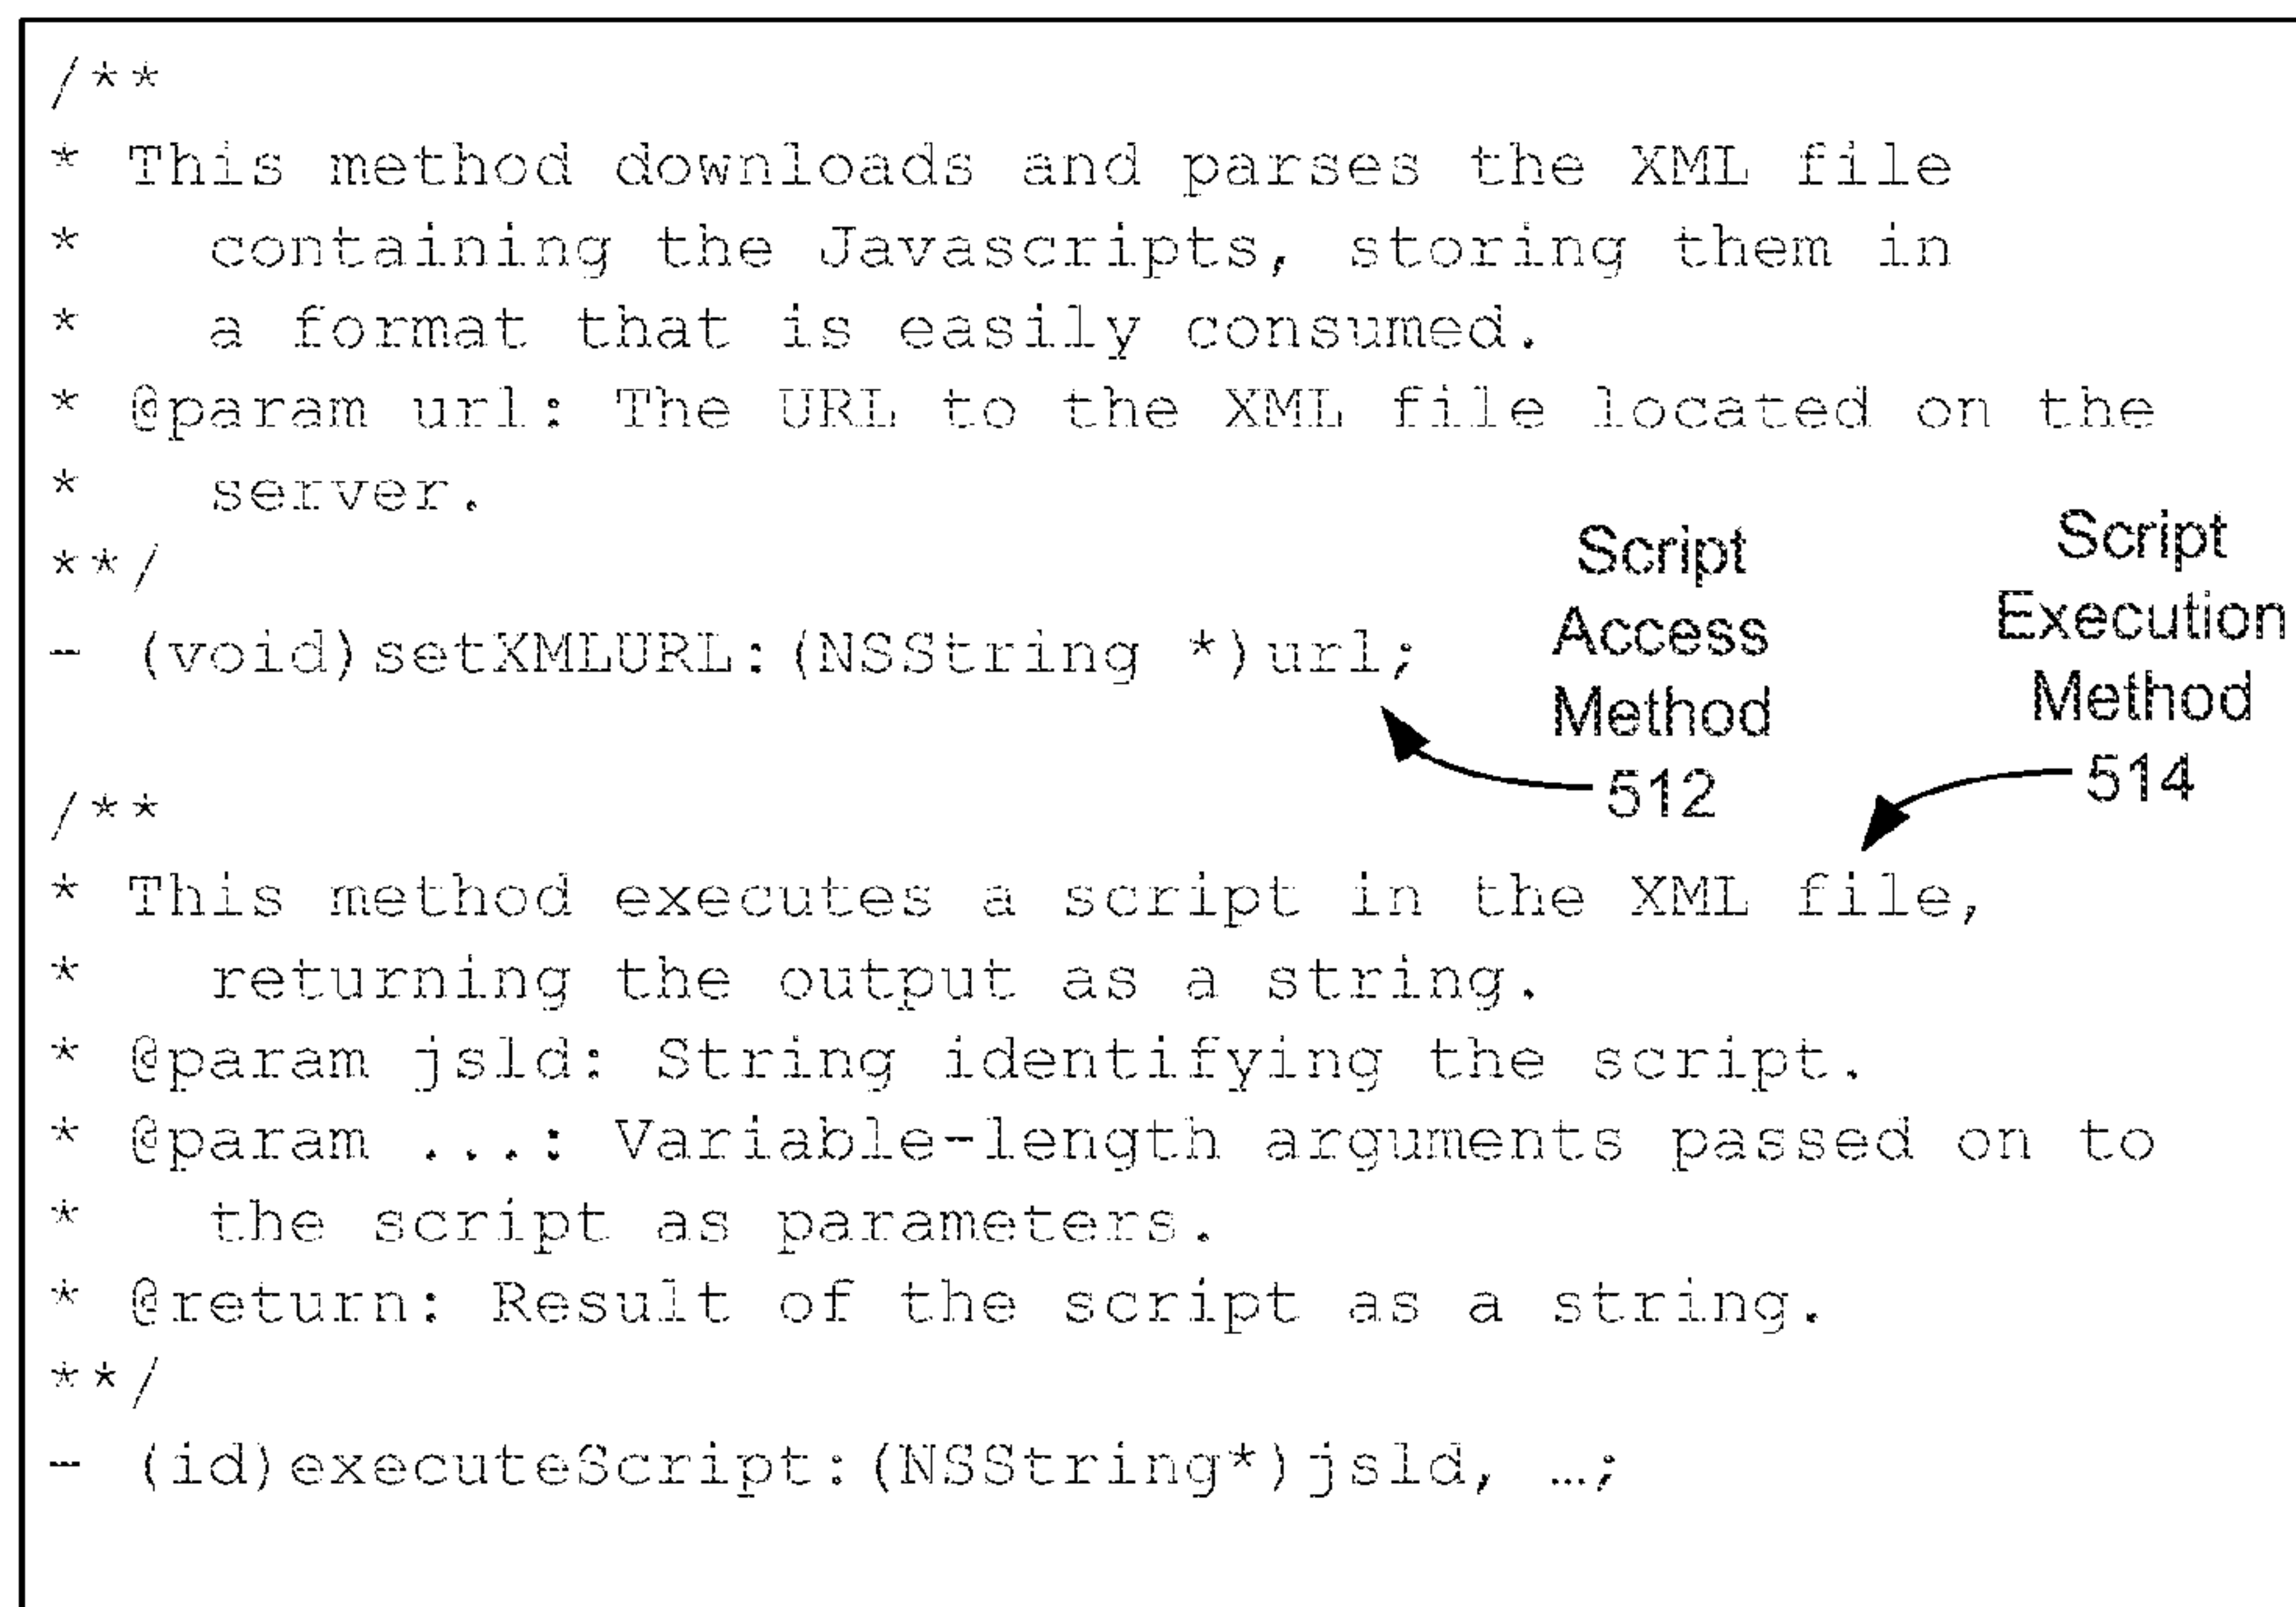 /**
* This method downloads and parses the XML file
*   containing the Javascripts, storing them in
*   a format that is easily consumed.
* @param url: The URL to the XML file located on the
*   server.
**/
- (void)setXMLURL:(NSString *)url;
Script
Access
Method
512
Script
Execution
Method
514
/**
* This method executes a script in the XML file,
*   returning the output as a string.
* @param jsld: String identifying the script.
* @param ...: Variable-length arguments passed on to
*   the script as parameters.
* @return: Result of the script as a string.
**/
- (id)executeScript:(NSString*)jsld, …;